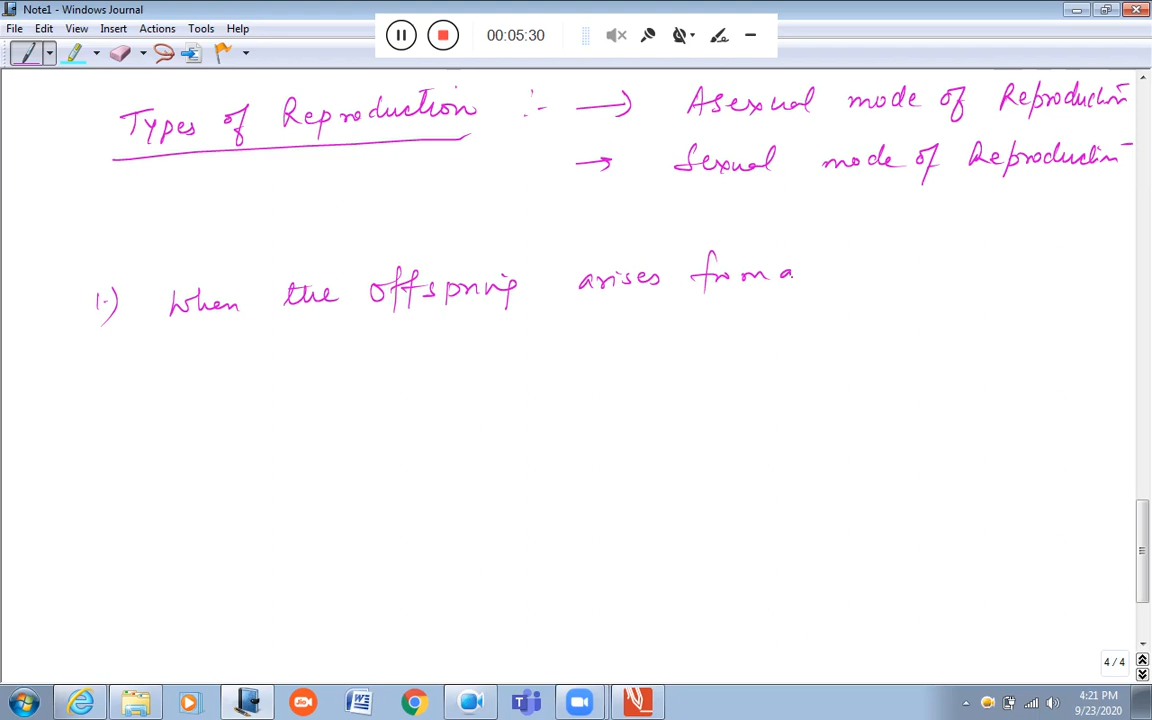 Note1 - Windows Journal
File Edit View Insert Actions Tools Help
00:05:30
Types of Reproduction :- → Asexual mode of Reproduction
→ Sexual mode of Reproduction
1.) When the offspring arises from a
4 / 4
4:21 PM
9/23/2020